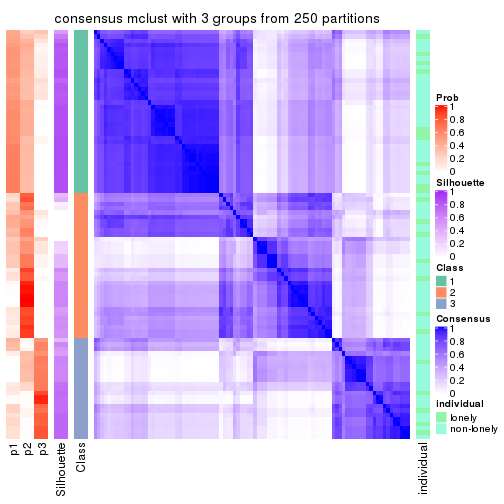 consensus mclust with 3 groups from 250 partitions
Prob
1
0.8
0.6
0.4
0.2
0
Silhouette
1
0.8
0.6
0.4
0.2
0
Class
1
2
3
Consensus
1
0.8
0.6
0.4
0.2
0
individual
lonely
non-lonely
p1
p2
p3
Silhouette
Class
individual